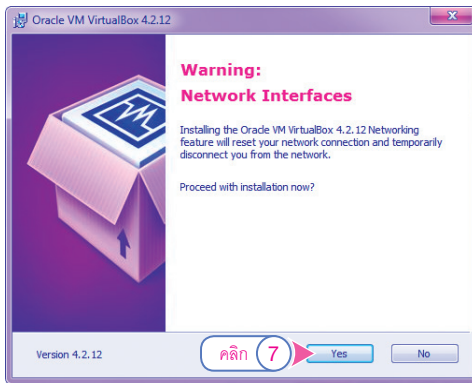 Oracle VM VirtualBox 4.2.12
Warning:
Network Interfaces
Installing the Oracle VM VirtualBox 4.2.12 Networking
feature will reset your network connection and temporarily
disconnect you from the network.
Proceed with installation now?
Version 4.2.12
คลิก 7 Yes No